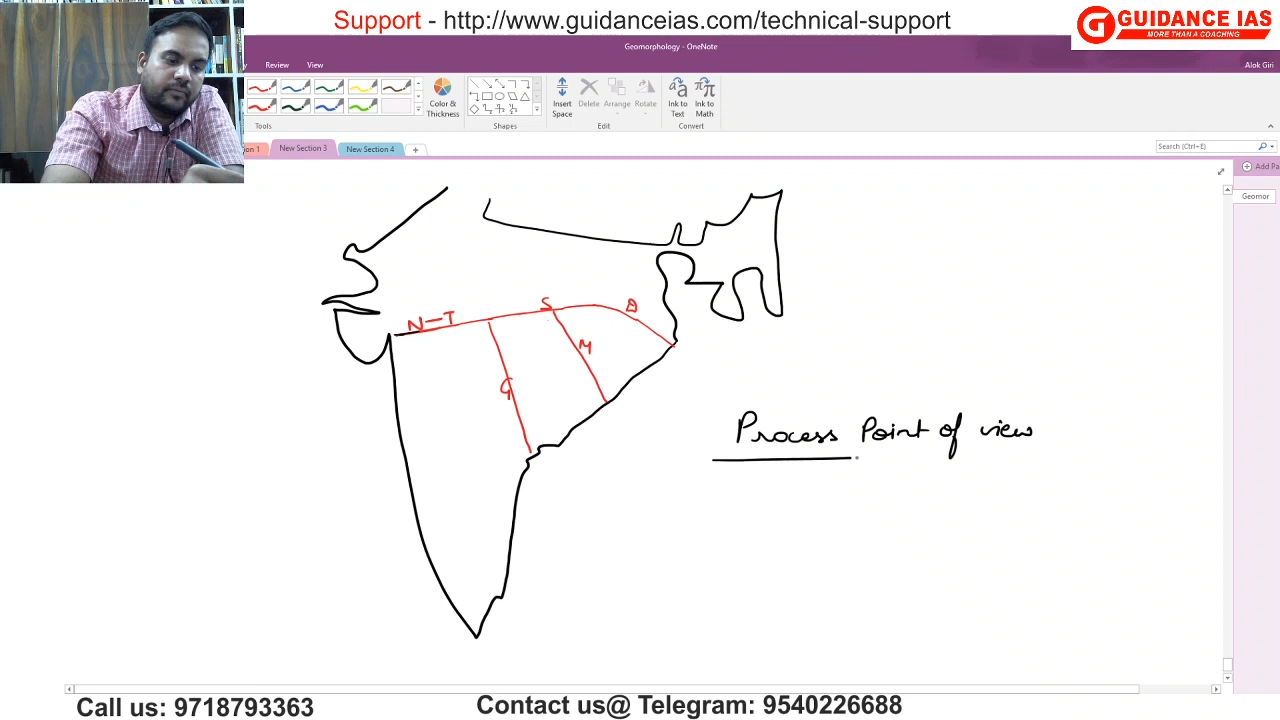 Support - http://www.guidanceias.com/technical-support
GUIDANCE IAS
MORE THAN A COACHING
Geomorphology - OneNote
Alok Giri
Review View
Color & Thickness
Insert Space
Delete Arrange Rotate
Ink to Text
Ink to Math
Tools Shapes Edit Convert
New Section 3 New Section 4
Search (Ctrl+E)
Add Pa
Geomor
N-T S D
G M
Process Point of view
Call us: 9718793363
Contact us@ Telegram: 9540226688